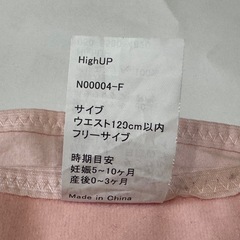 HighUP
N00004-F
サイブ
ウエスト120cm以内
フリーサイズ
時期目安
妊娠5~10ヶ月
産後0~3ヶ月
Made in China